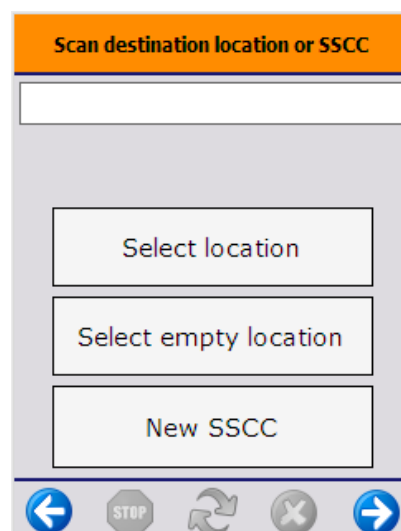 Scan destination location or SSCC
Select location
Select empty location
New SSCC
STOP